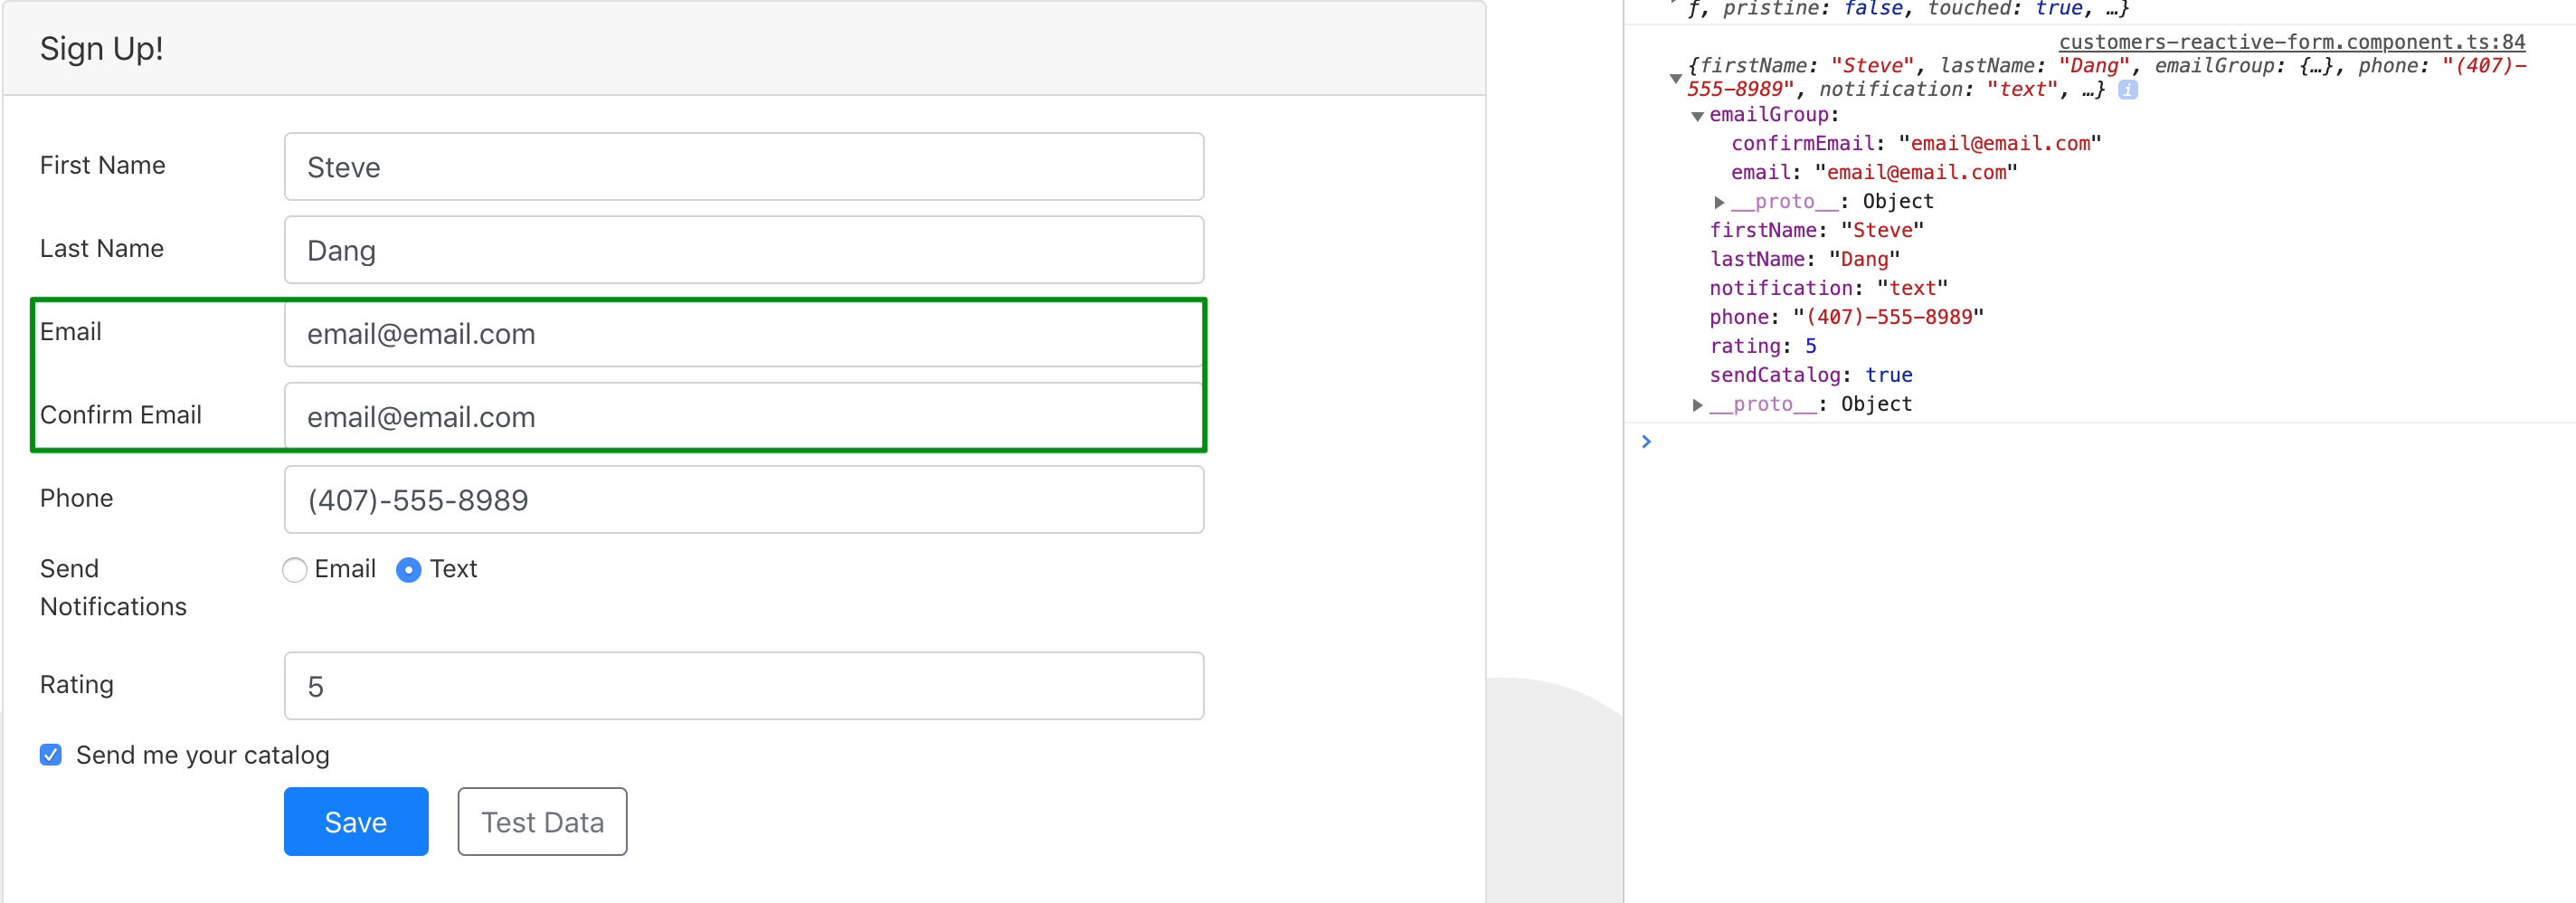 Sign Up!
First Name
Steve
Last Name
Dang
Email
email@email.com
Confirm Email
email@email.com
Phone
(407)-555-8989
Send
Notifications
Email
Text
Rating
5
Send me your catalog
Save
Test Data
ƒ, pristine: false, touched: true, …}
customers-reactive-form.component.ts:84
{firstName: "Steve", lastName: "Dang", emailGroup: {…}, phone: "(407)-
555-8989", notification: "text", …} i
emailGroup:
confirmEmail: "email@email.com"
email: "email@email.com"
__proto__: Object
firstName: "Steve"
lastName: "Dang"
notification: "text"
phone: "(407)-555-8989"
rating: 5
sendCatalog: true
__proto__: Object